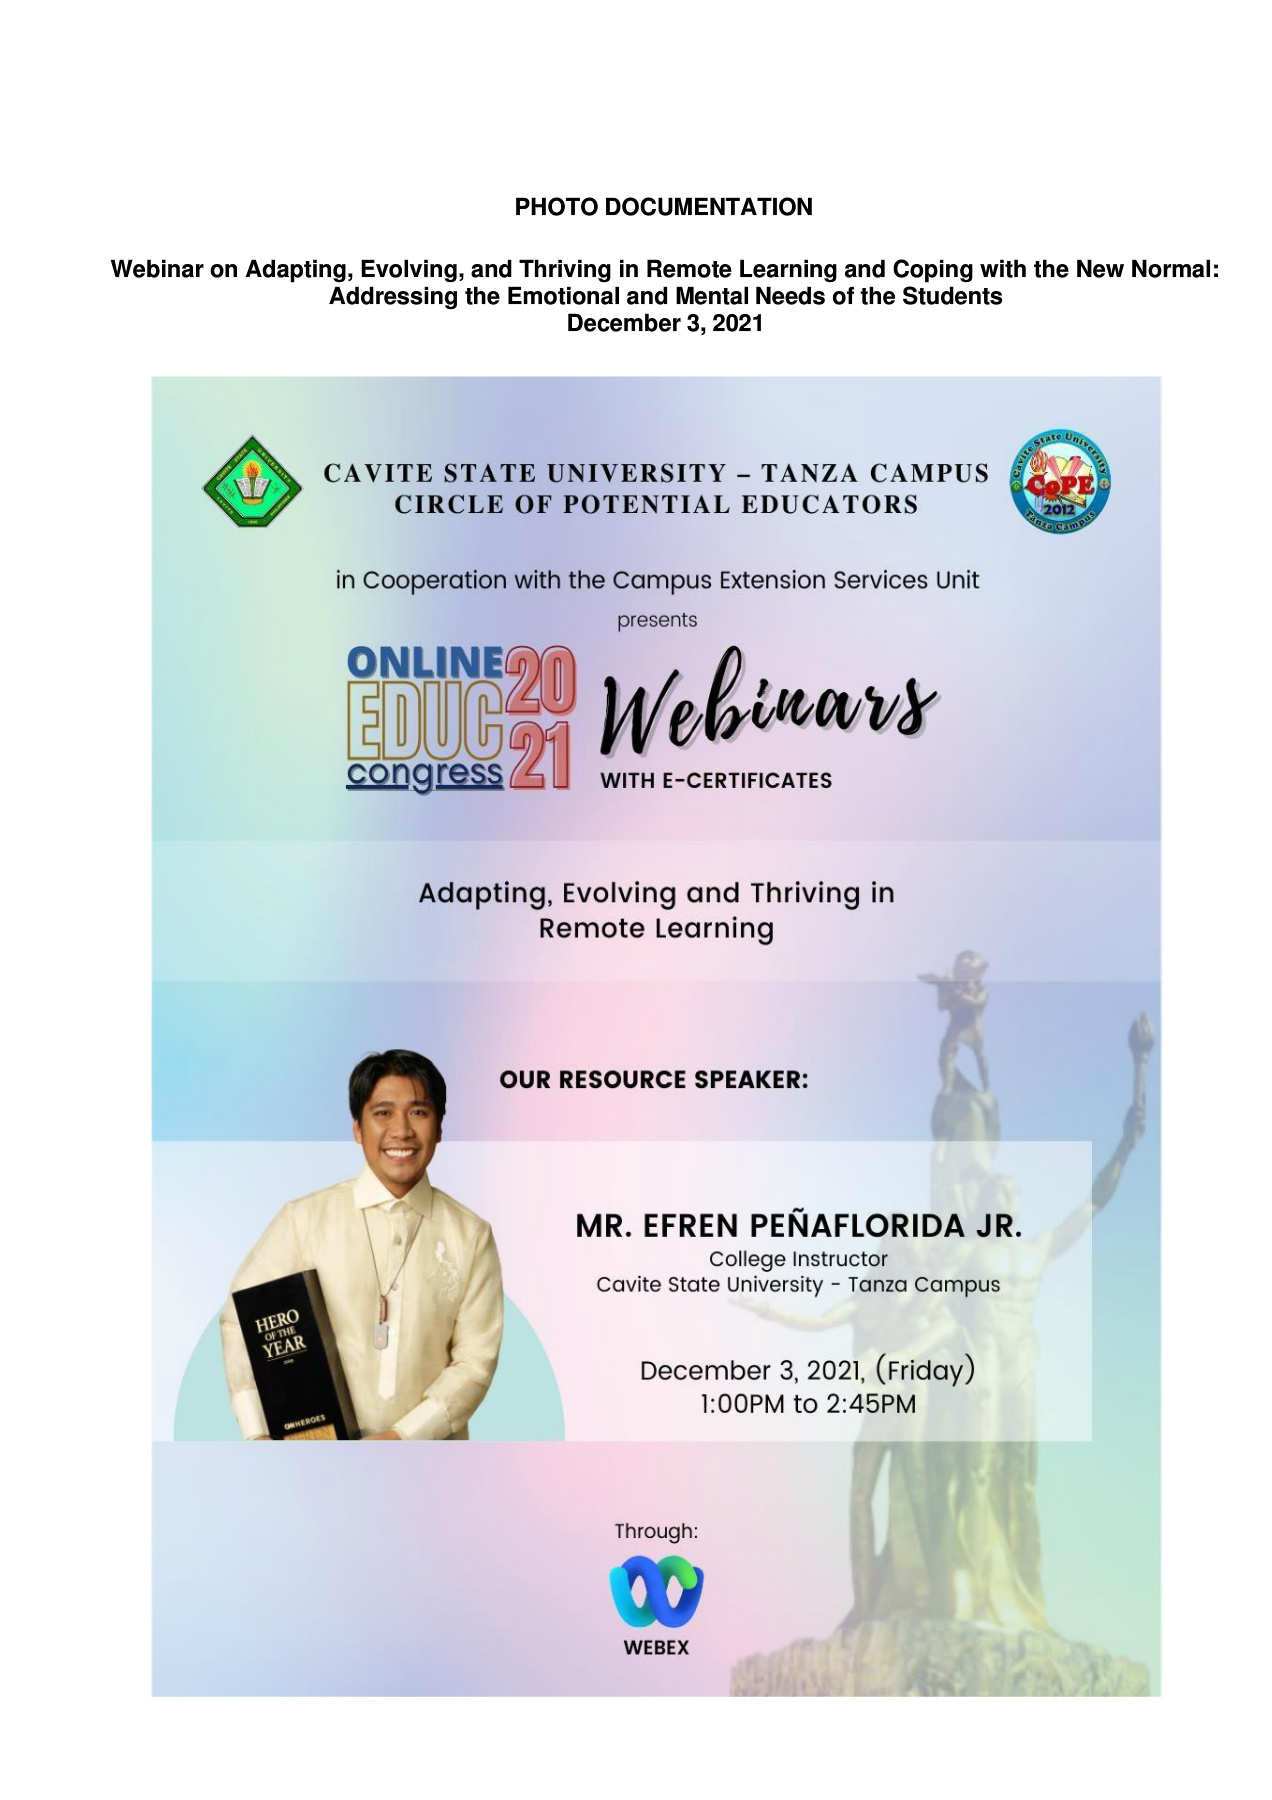 PHOTO DOCUMENTATION
Webinar on Adapting, Evolving, and Thriving in Remote Learning and Coping with the New Normal:
Addressing the Emotional and Mental Needs of the Students
December 3, 2021
CAVITE STATE UNIVERSITY – TANZA CAMPUS
CIRCLE OF POTENTIAL EDUCATORS
CAVITE STATE UNIVERSITY
Cavite State University
CoPE
2012
Tanza Campus
in Cooperation with the Campus Extension Services Unit
presents
ONLINE
EDUC
congress
20
21
Webinars
WITH E-CERTIFICATES
Adapting, Evolving and Thriving in
Remote Learning
OUR RESOURCE SPEAKER:
MR. EFREN PEÑAFLORIDA JR.
College Instructor
Cavite State University - Tanza Campus
HERO
OF THE
YEAR
CNN HEROES
December 3, 2021, (Friday)
1:00PM to 2:45PM
Through:
WEBEX